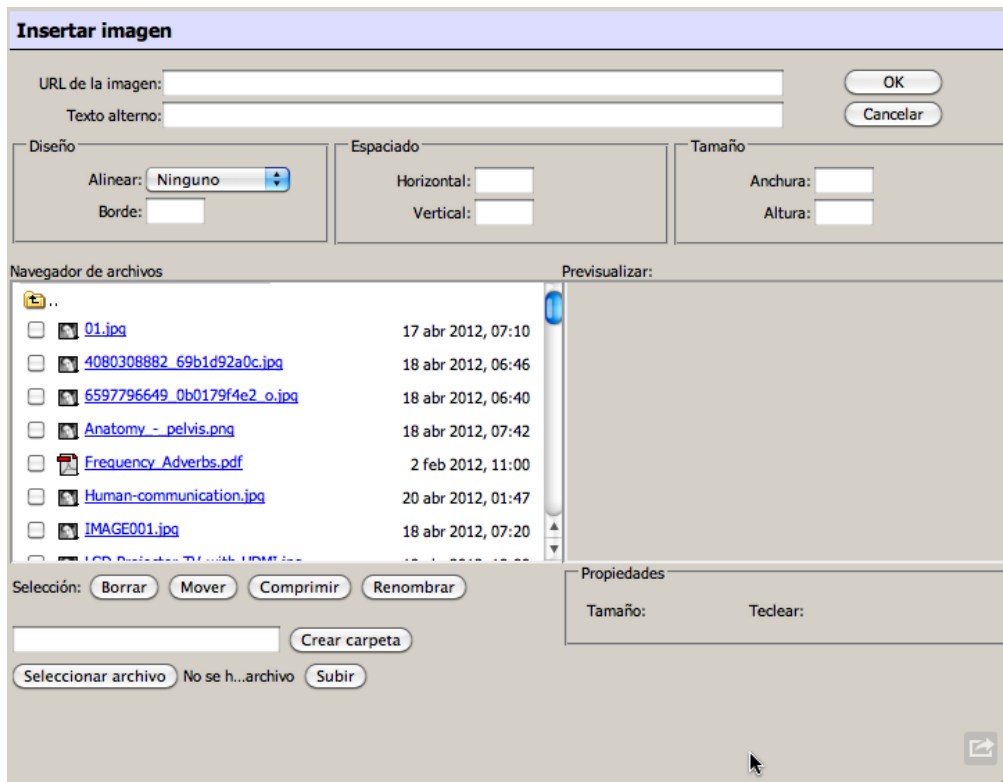 Insertar imagen
URL de la imagen:
OK
Texto alterno:
Cancelar
Diseño
Espaciado
Tamaño
Alinear: Ninguno
Horizontal:
Anchura:
Borde:
Vertical:
Altura:
Navegador de archivos
Previsualizar:
..
01.jpg 17 abr 2012, 07:10
4080308882_69b1d92a0c.jpg 18 abr 2012, 06:46
6597796649_0b0179f4e2_o.jpg 18 abr 2012, 06:40
Anatomy_-_pelvis.png 18 abr 2012, 07:42
Frequency_Adverbs.pdf 2 feb 2012, 11:00
Human-communication.jpg 20 abr 2012, 01:47
IMAGE001.jpg 18 abr 2012, 07:20
Selección: Borrar Mover Comprimir Renombrar
Propiedades
Tamaño: Teclear:
Crear carpeta
Seleccionar archivo No se h...archivo Subir